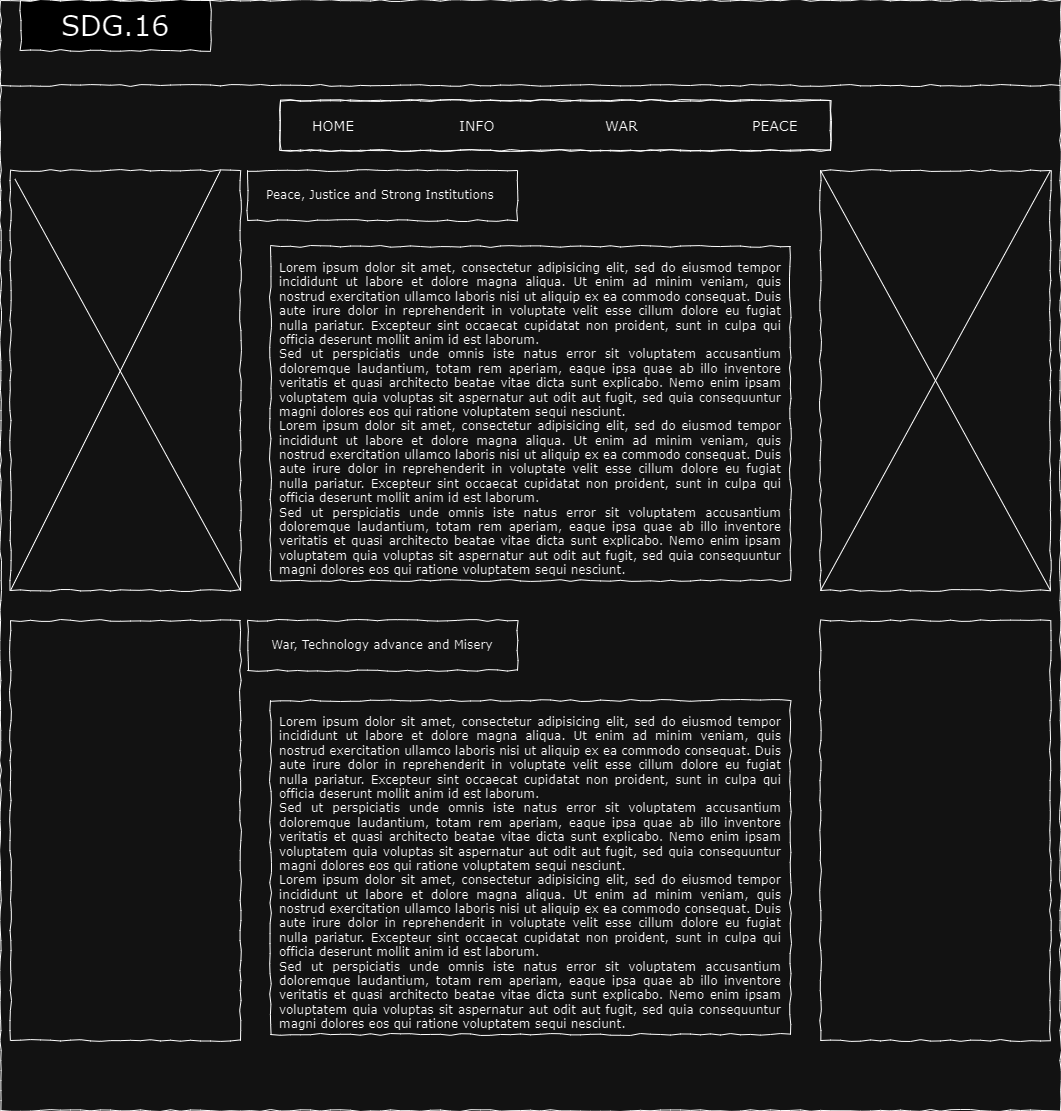 SDG.16
HOME INFO WAR PEACE
Peace, Justice and Strong Institutions
Lorem ipsum dolor sit amet, consectetur adipisicing elit, sed do eiusmod tempor
incididunt ut labore et dolore magna aliqua. Ut enim ad minim veniam, quis
nostrud exercitation ullamco laboris nisi ut aliquip ex ea commodo consequat. Duis
aute irure dolor in reprehenderit in voluptate velit esse cillum dolore eu fugiat
nulla pariatur. Excepteur sint occaecat cupidatat non proident, sunt in culpa qui
officia deserunt mollit anim id est laborum.
Sed ut perspiciatis unde omnis iste natus error sit voluptatem accusantium
doloremque laudantium, totam rem aperiam, eaque ipsa quae ab illo inventore
veritatis et quasi architecto beatae vitae dicta sunt explicabo. Nemo enim ipsam
voluptatem quia voluptas sit aspernatur aut odit aut fugit, sed quia consequuntur
magni dolores eos qui ratione voluptatem sequi nesciunt.
Lorem ipsum dolor sit amet, consectetur adipisicing elit, sed do eiusmod tempor
incididunt ut labore et dolore magna aliqua. Ut enim ad minim veniam, quis
nostrud exercitation ullamco laboris nisi ut aliquip ex ea commodo consequat. Duis
aute irure dolor in reprehenderit in voluptate velit esse cillum dolore eu fugiat
nulla pariatur. Excepteur sint occaecat cupidatat non proident, sunt in culpa qui
officia deserunt mollit anim id est laborum.
Sed ut perspiciatis unde omnis iste natus error sit voluptatem accusantium
doloremque laudantium, totam rem aperiam, eaque ipsa quae ab illo inventore
veritatis et quasi architecto beatae vitae dicta sunt explicabo. Nemo enim ipsam
voluptatem quia voluptas sit aspernatur aut odit aut fugit, sed quia consequuntur
magni dolores eos qui ratione voluptatem sequi nesciunt.
War, Technology advance and Misery
Lorem ipsum dolor sit amet, consectetur adipisicing elit, sed do eiusmod tempor
incididunt ut labore et dolore magna aliqua. Ut enim ad minim veniam, quis
nostrud exercitation ullamco laboris nisi ut aliquip ex ea commodo consequat. Duis
aute irure dolor in reprehenderit in voluptate velit esse cillum dolore eu fugiat
nulla pariatur. Excepteur sint occaecat cupidatat non proident, sunt in culpa qui
officia deserunt mollit anim id est laborum.
Sed ut perspiciatis unde omnis iste natus error sit voluptatem accusantium
doloremque laudantium, totam rem aperiam, eaque ipsa quae ab illo inventore
veritatis et quasi architecto beatae vitae dicta sunt explicabo. Nemo enim ipsam
voluptatem quia voluptas sit aspernatur aut odit aut fugit, sed quia consequuntur
magni dolores eos qui ratione voluptatem sequi nesciunt.
Lorem ipsum dolor sit amet, consectetur adipisicing elit, sed do eiusmod tempor
incididunt ut labore et dolore magna aliqua. Ut enim ad minim veniam, quis
nostrud exercitation ullamco laboris nisi ut aliquip ex ea commodo consequat. Duis
aute irure dolor in reprehenderit in voluptate velit esse cillum dolore eu fugiat
nulla pariatur. Excepteur sint occaecat cupidatat non proident, sunt in culpa qui
officia deserunt mollit anim id est laborum.
Sed ut perspiciatis unde omnis iste natus error sit voluptatem accusantium
doloremque laudantium, totam rem aperiam, eaque ipsa quae ab illo inventore
veritatis et quasi architecto beatae vitae dicta sunt explicabo. Nemo enim ipsam
voluptatem quia voluptas sit aspernatur aut odit aut fugit, sed quia consequuntur
magni dolores eos qui ratione voluptatem sequi nesciunt.